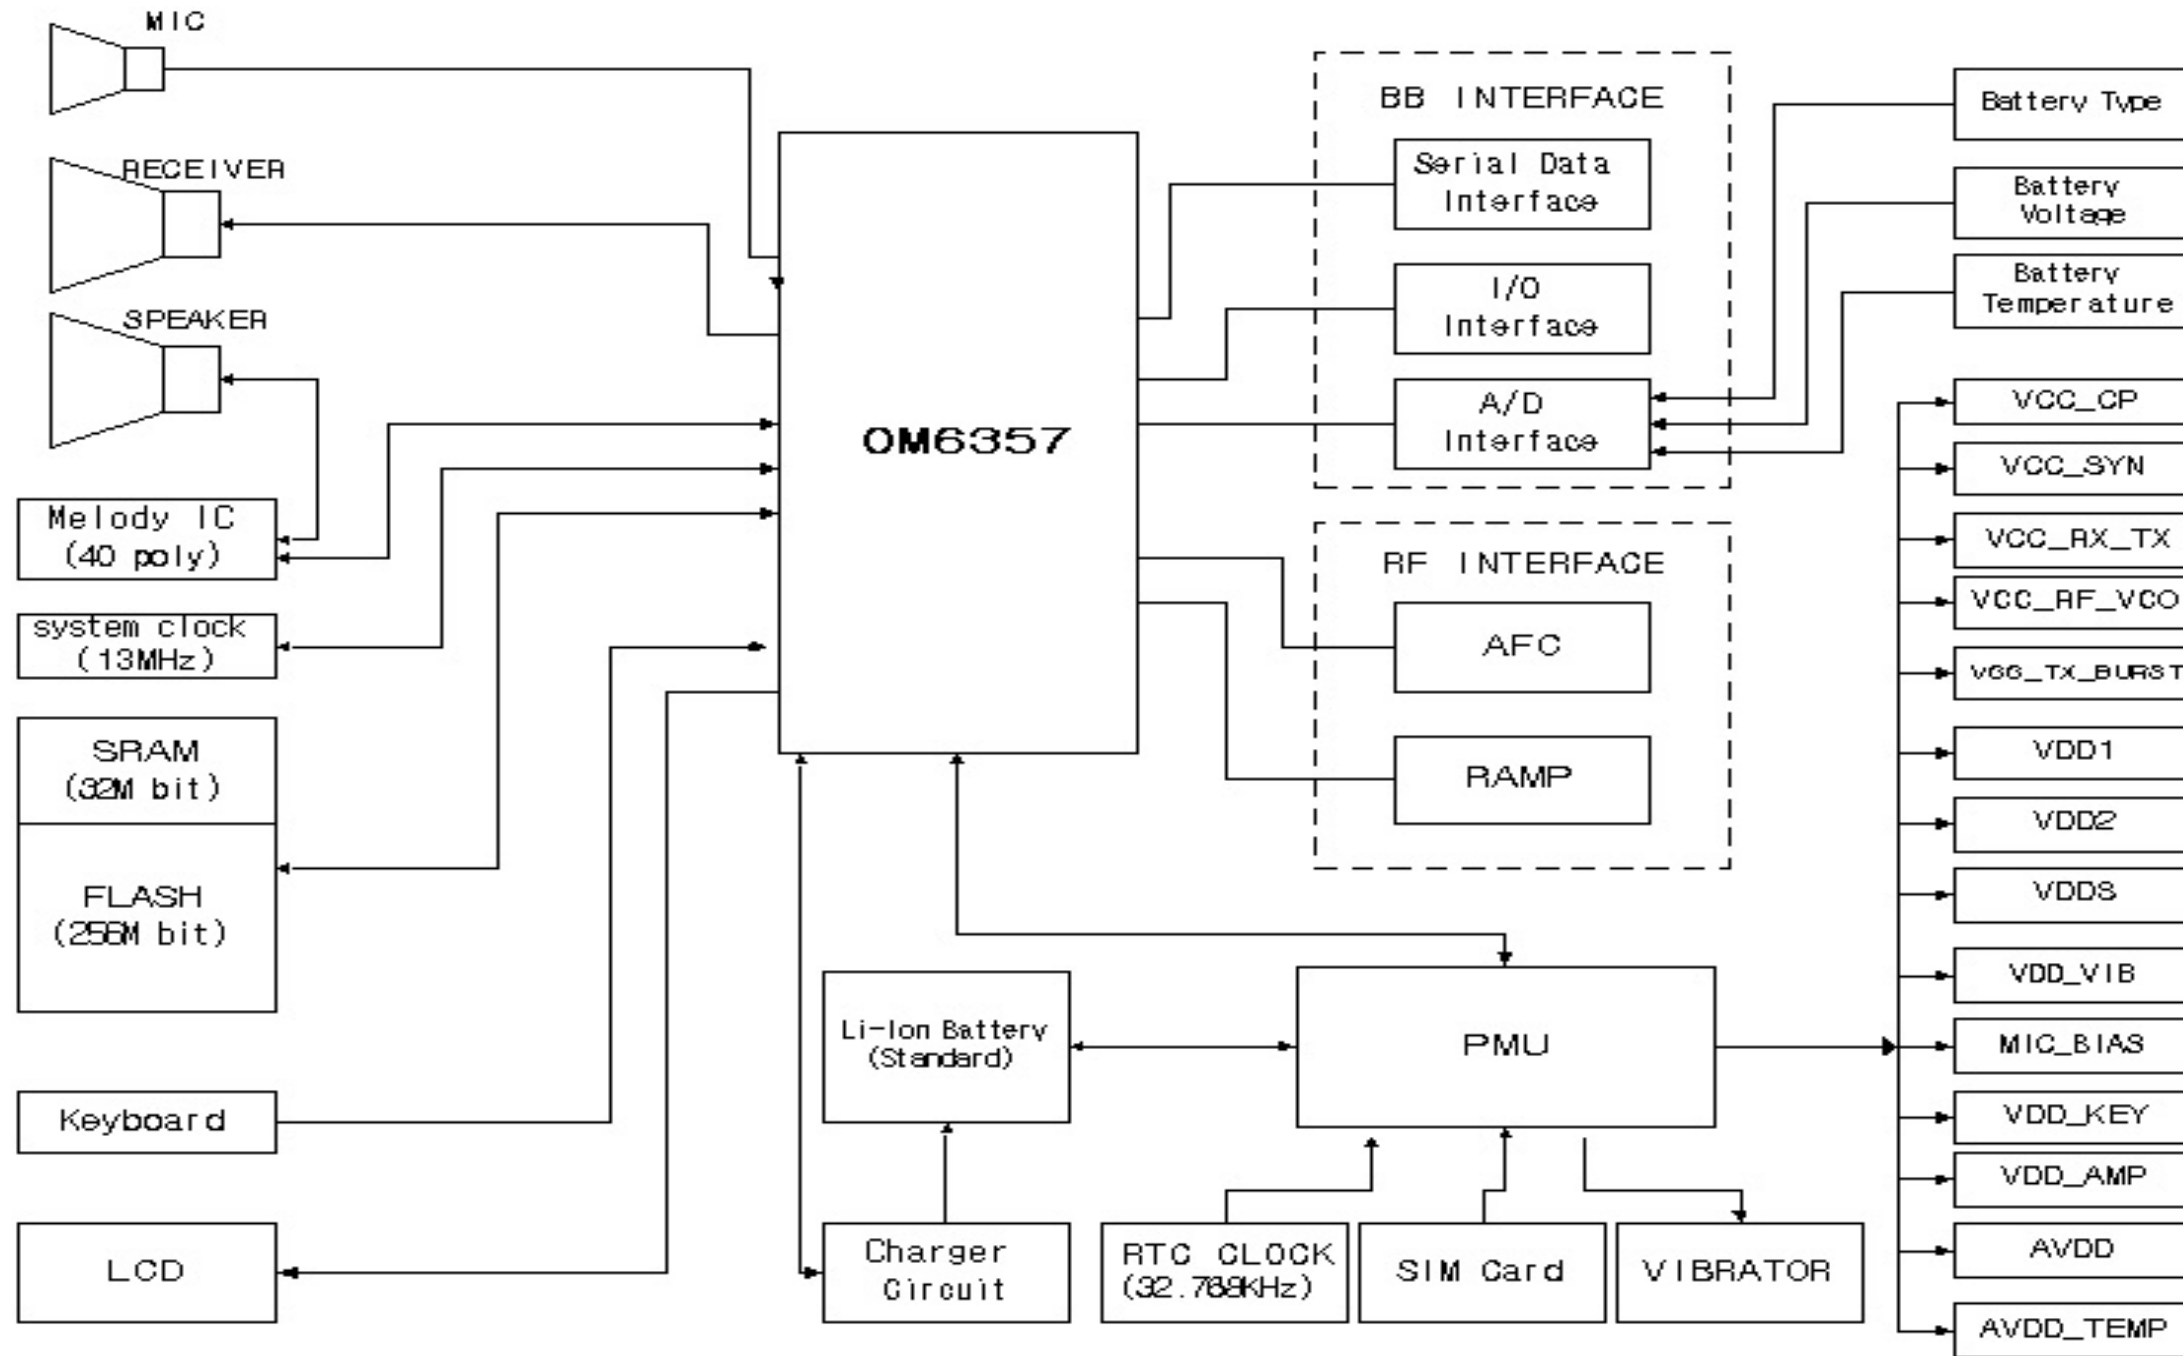 MIC
RECEIVER
SPEAKER
Melody IC
(40 poly)
system clock
(13MHz)
SRAM
(32M bit)
FLASH
(256M bit)
Keyboard
LCD
OM6357
BB INTERFACE
Serial Data
Interface
I/O
Interface
A/D
Interface
RF INTERFACE
AFC
RAMP
Li-Ion Battery
(Standard)
PMU
Charger
Circuit
RTC CLOCK
(32.768KHz)
SIM Card
VIBRATOR
Battery Type
Battery
Voltage
Battery
Temperature
VCC_CP
VCC_SYN
VCC_RX_TX
VCC_RF_VCO
VCC_TX_BURST
VDD1
VDD2
VDDS
VDD_VIB
MIC_BIAS
VDD_KEY
VDD_AMP
AVDD
AVDD_TEMP